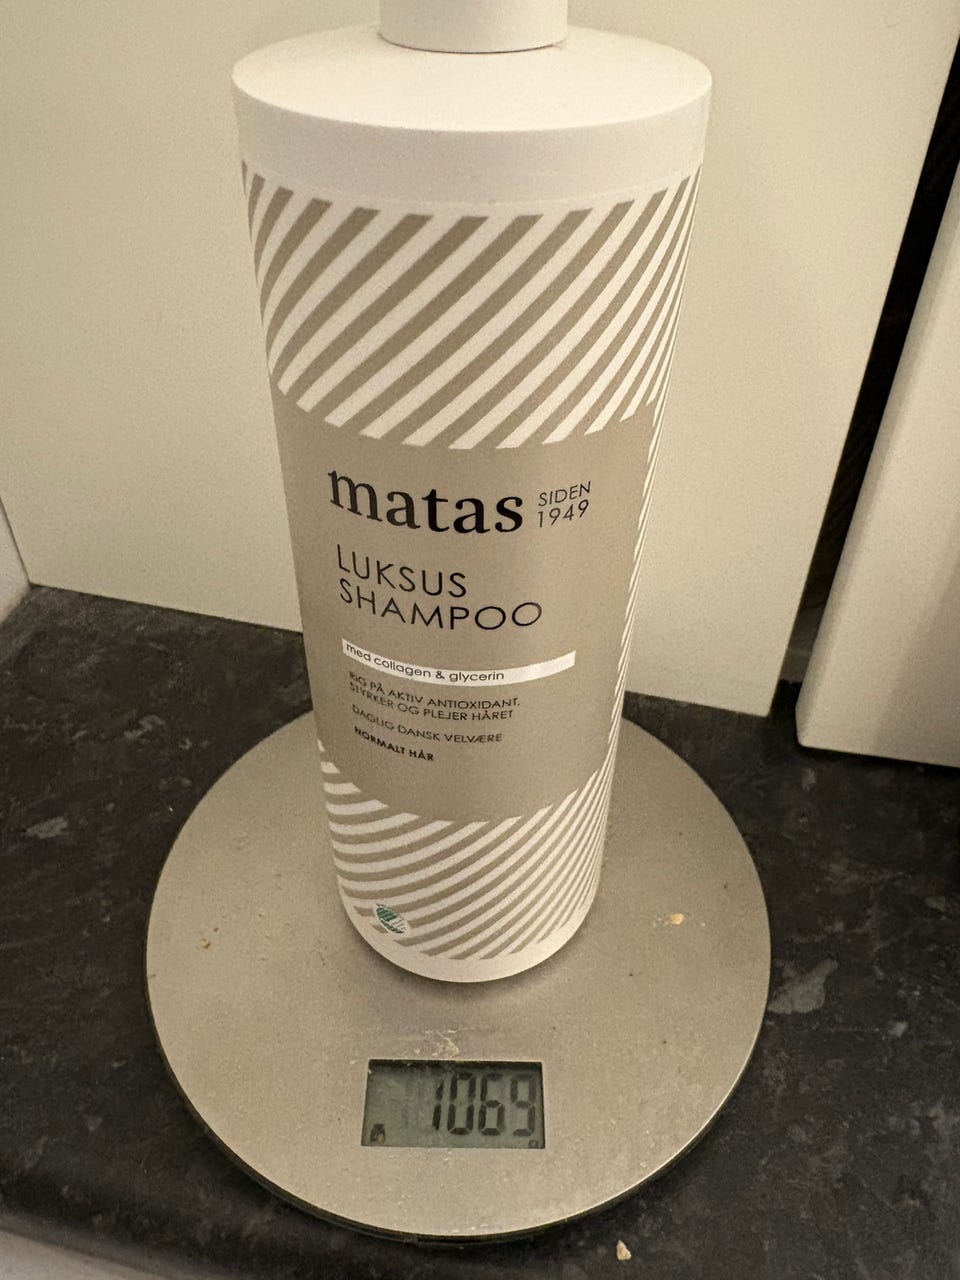 matas SIDEN 1949
LUKSUS
SHAMPOO
med collagen & glycerin
RIG PÅ AKTIV ANTIOXIDANT.
STYRKER OG PLEJER HÅRET
DAGLIG DANSK VELVÆRE
NORMALT HÅR
1069